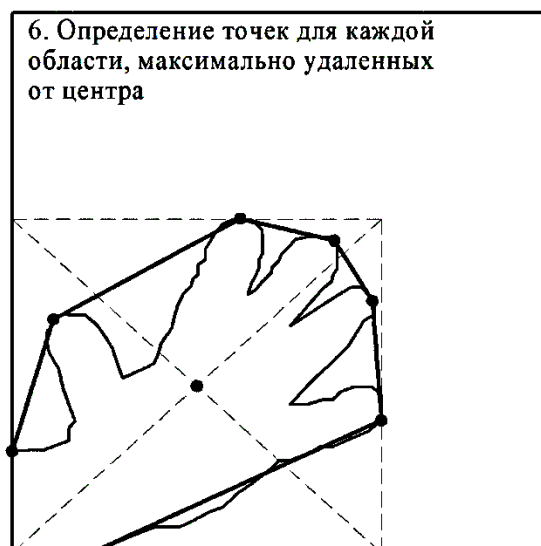 6. Определение точек для каждой
области, максимально удаленных
от центра